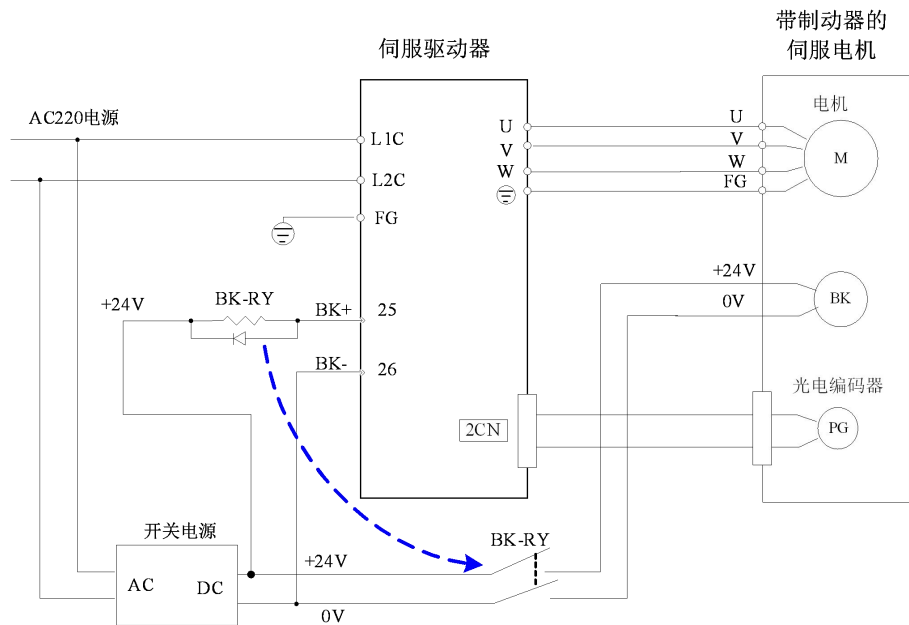 带制动器的
伺服电机
伺服驱动器
电机
AC220电源
L1C
U
U
V
V
M
L2C
W
W
FG
FG
+24V
BK-RY
BK+
25
+24V
0V
BK
BK-
26
光电编码器
2CN
PG
开关电源
BK-RY
+24V
AC
DC
0V